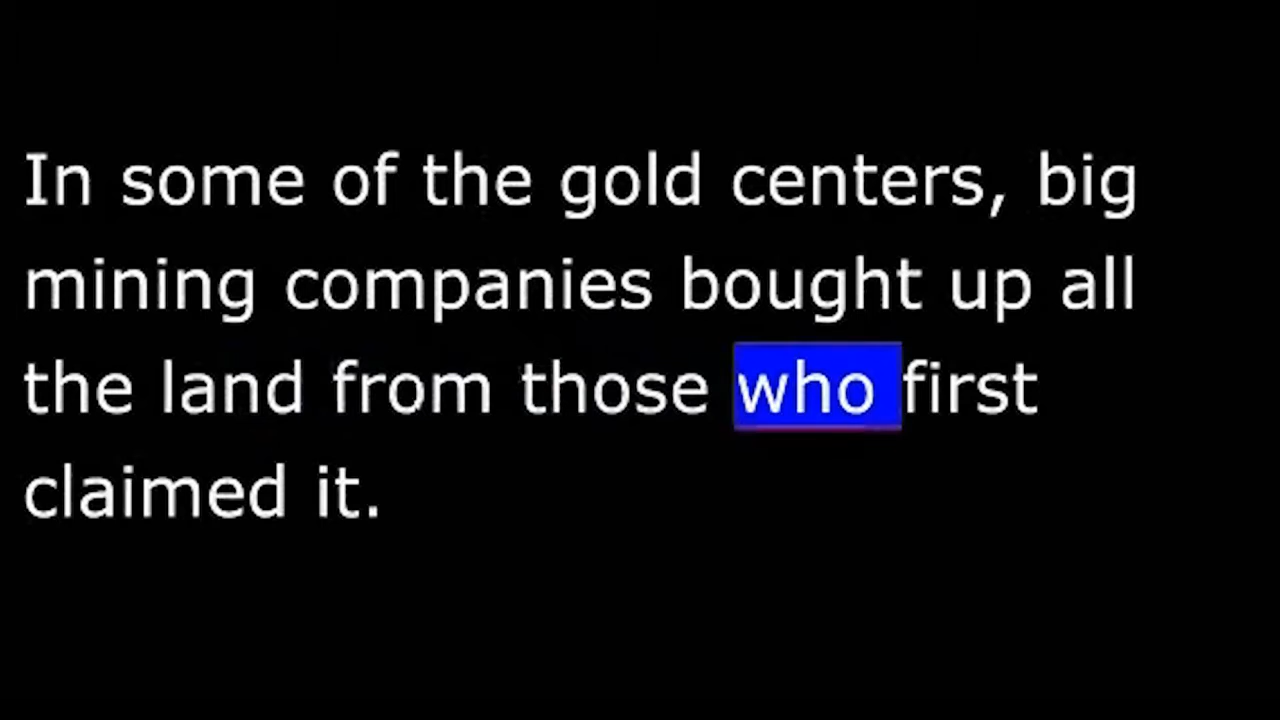 In some of the gold centers, big
mining companies bought up all
the land from those who first
claimed it.